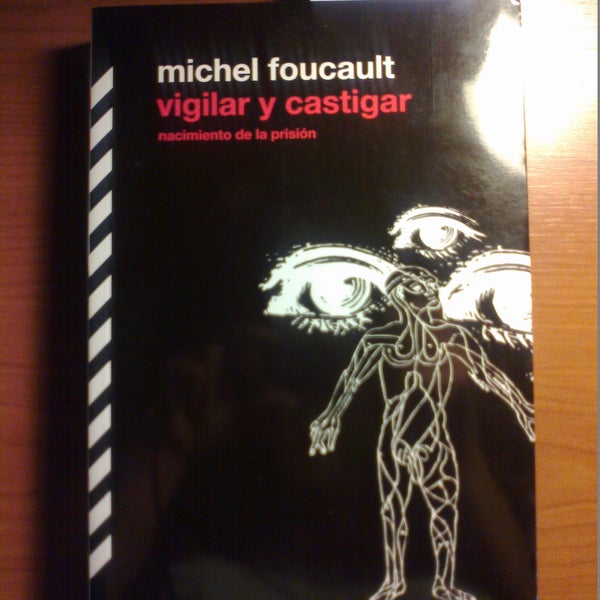 michel foucault
vigilar y castigar
nacimiento de la prisión